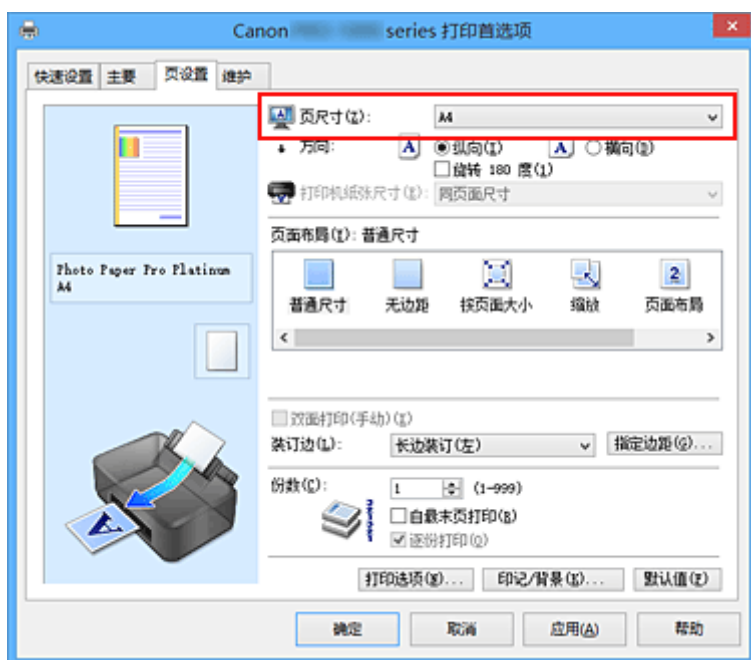 Canon series 打印首选项
快速设置 主要 页设置 维护
页尺寸(Z): A4
方向: A 纵向(I) A 横向(O)
旋转 180 度(1)
打印机纸张尺寸(E): 同页面尺寸
页面布局(Y): 普通尺寸
Photo Paper Pro Platinum
A4
普通尺寸 无边距 按页面大小 缩放 页面布局
双面打印(手动)(X)
装订边(L): 长边装订(左) 指定边距(G)...
份数(C): 1 (1-999)
自最末页打印(R)
逐份打印(O)
打印选项(W)... 印记/背景(K)... 默认值(F)
确定 取消 应用(A) 帮助